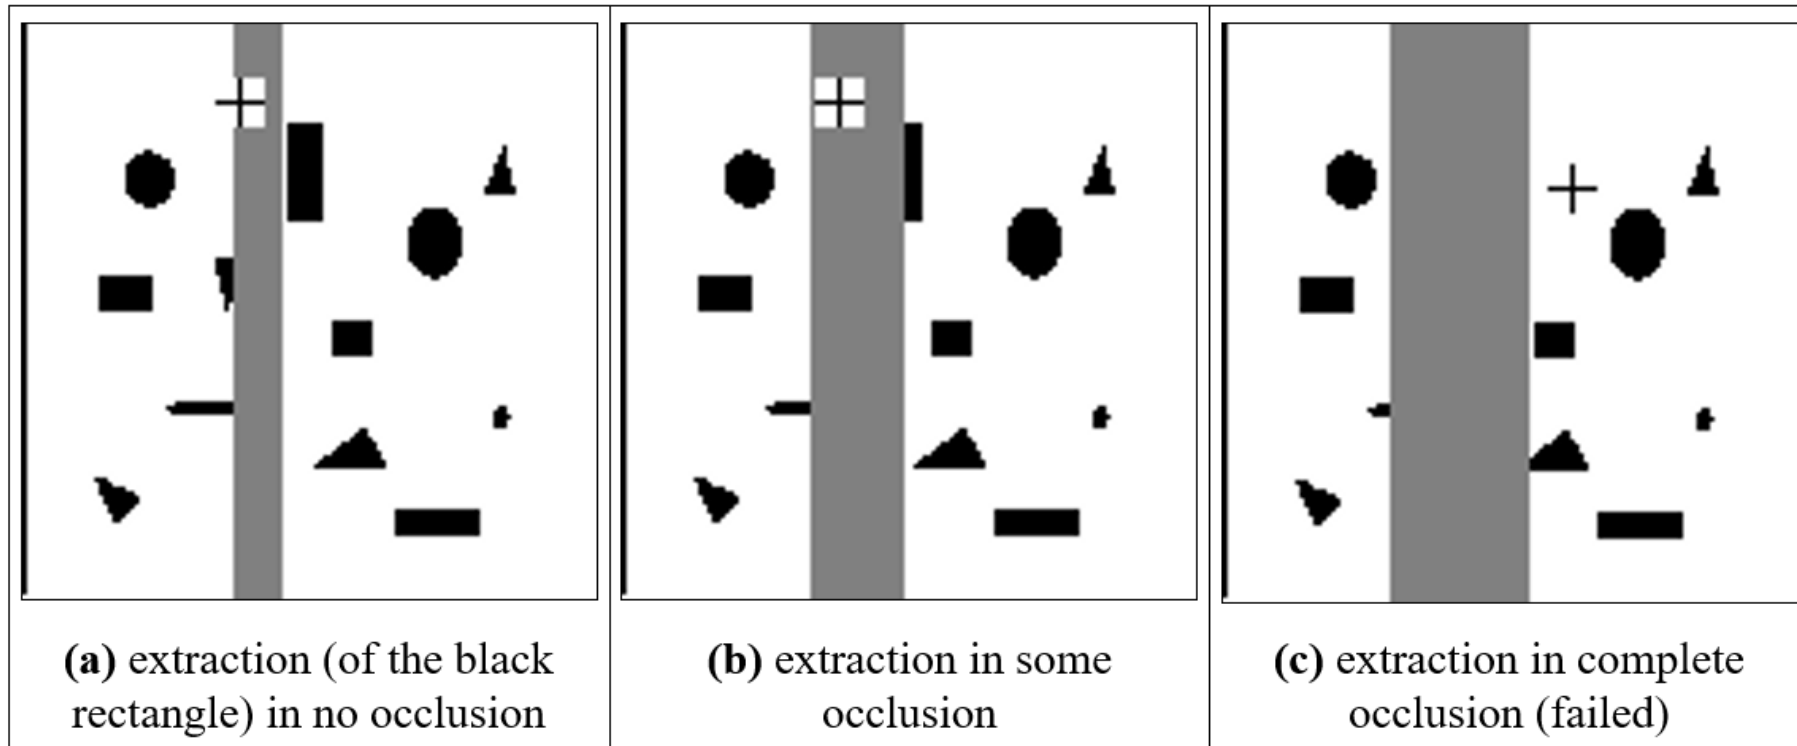 (a) extraction (of the black
rectangle) in no occlusion
(b) extraction in some
occlusion
(c) extraction in complete
occlusion (failed)